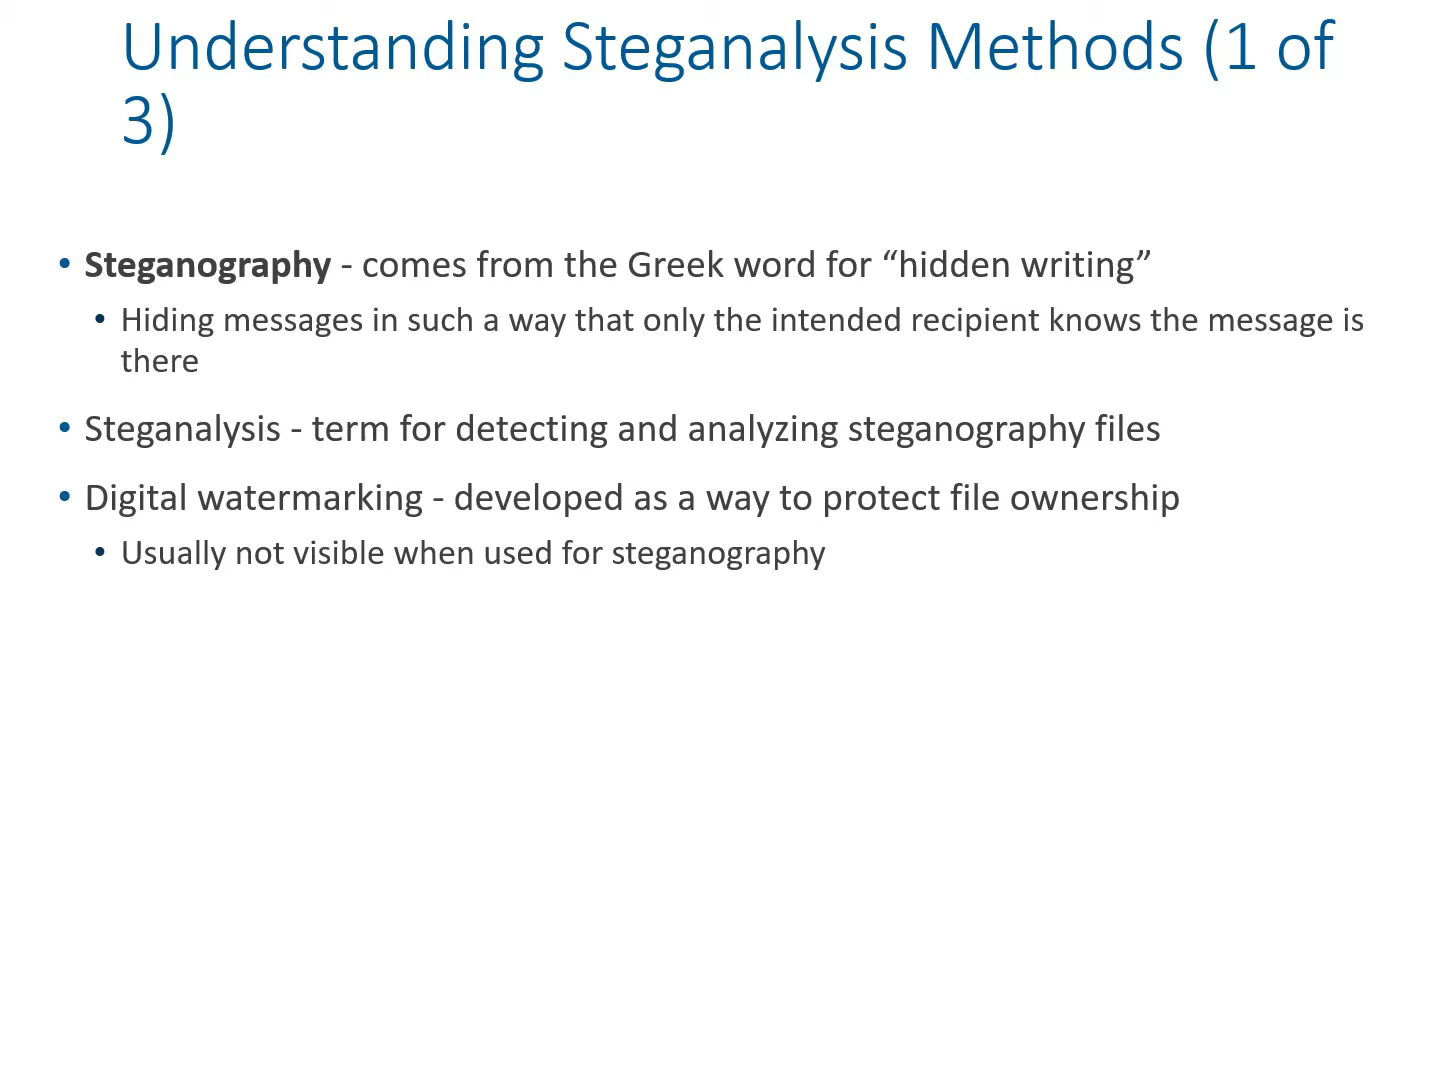 Understanding Steganalysis Methods (1 of
3)
• Steganography - comes from the Greek word for “hidden writing”
• Hiding messages in such a way that only the intended recipient knows the message is
there
• Steganalysis - term for detecting and analyzing steganography files
• Digital watermarking - developed as a way to protect file ownership
• Usually not visible when used for steganography